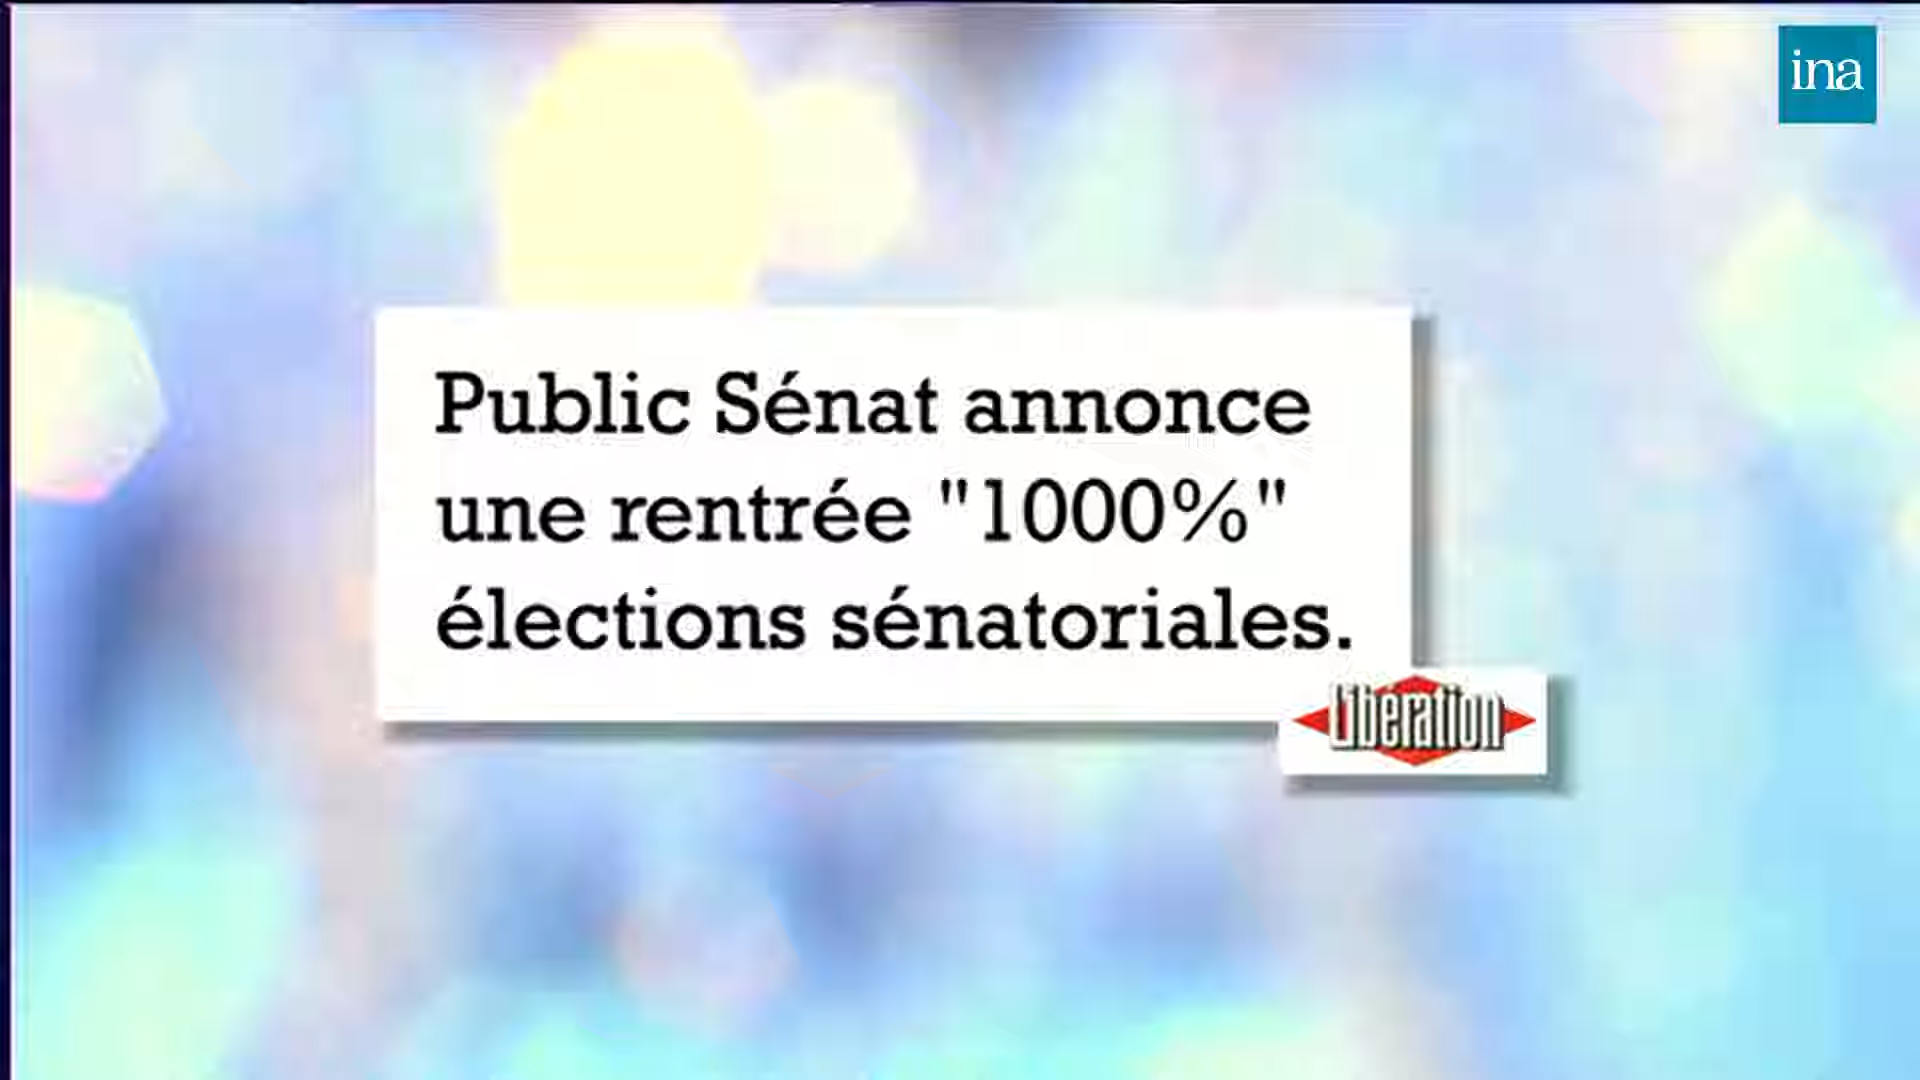 ina
Public Sénat annonce
une rentrée "1000%"
élections sénatoriales.
Libération